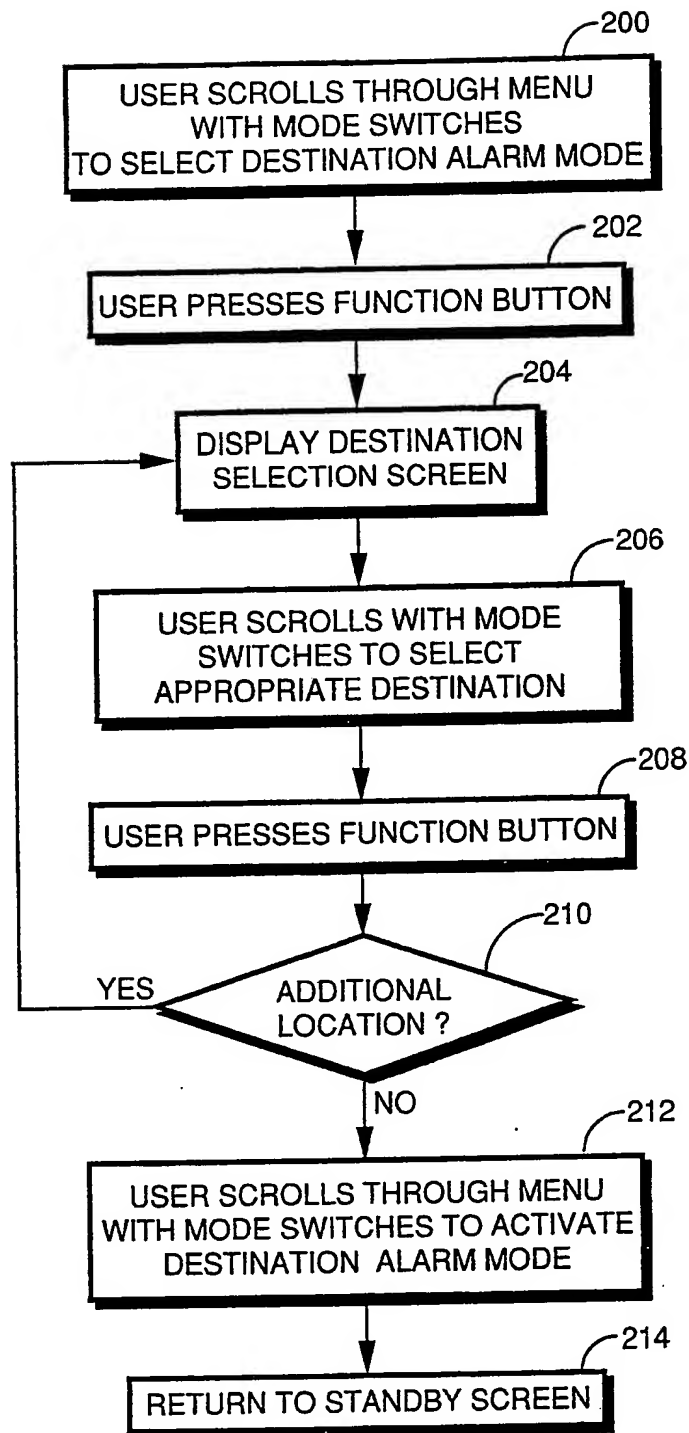 200
USER SCROLLS THROUGH MENU
WITH MODE SWITCHES
TO SELECT DESTINATION ALARM MODE
202
USER PRESSES FUNCTION BUTTON
204
DISPLAY DESTINATION
SELECTION SCREEN
206
USER SCROLLS WITH MODE
SWITCHES TO SELECT
APPROPRIATE DESTINATION
208
USER PRESSES FUNCTION BUTTON
210
YES
ADDITIONAL
LOCATION ?
NO
212
USER SCROLLS THROUGH MENU
WITH MODE SWITCHES TO ACTIVATE
DESTINATION ALARM MODE
214
RETURN TO STANDBY SCREEN